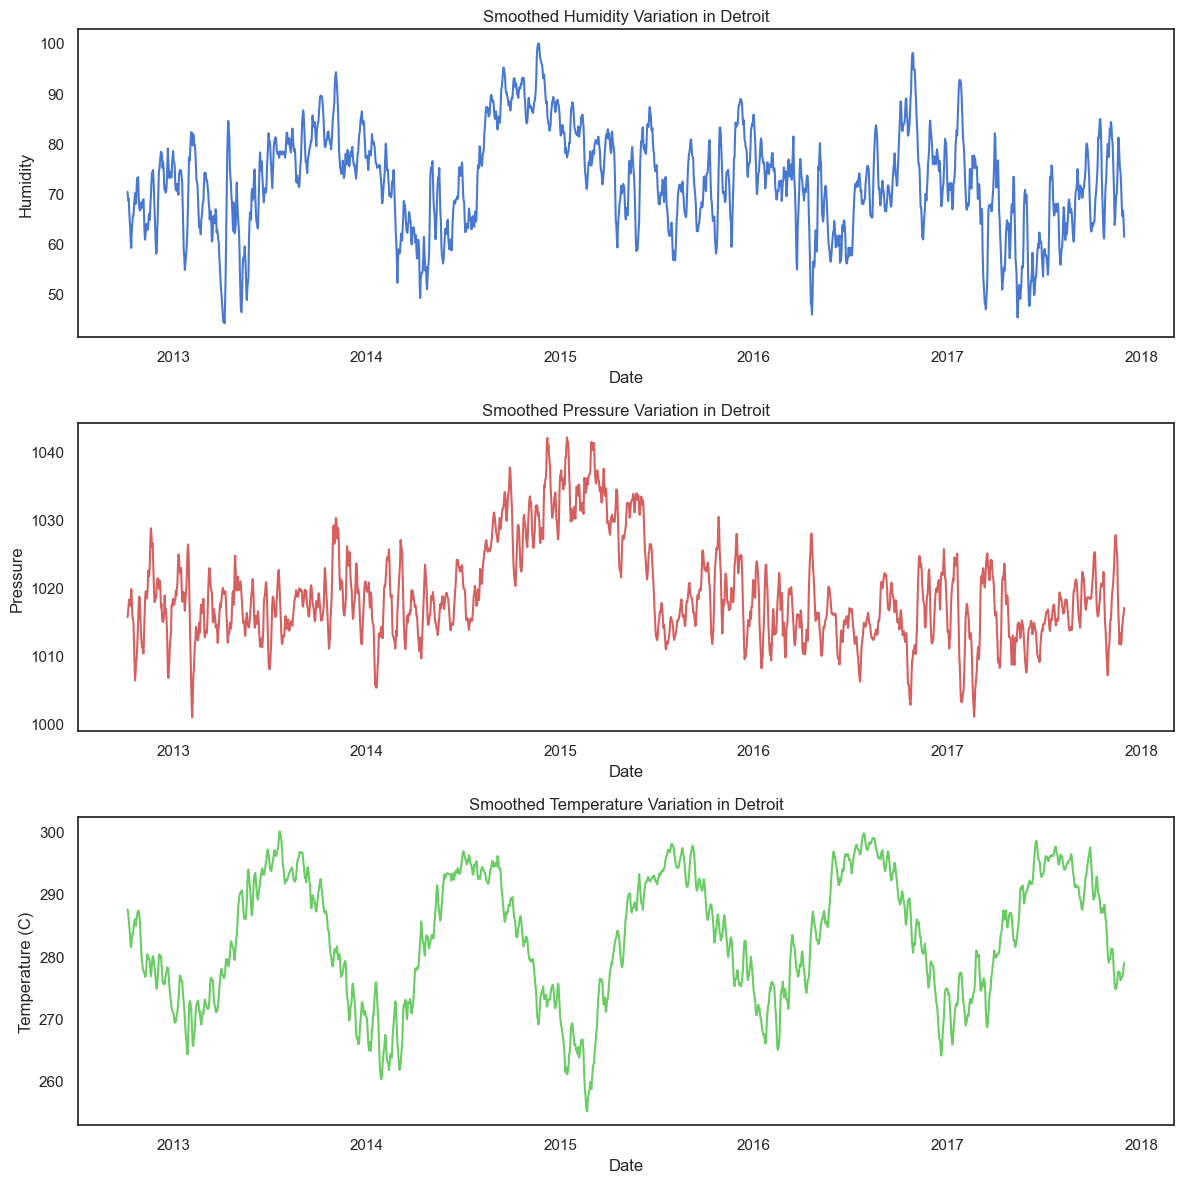 Smoothed Humidity Variation in Detroit
100
90
80
70
60
50
Humidity
2013 2014 2015 2016 2017 2018
Date
Smoothed Pressure Variation in Detroit
1040
1030
1020
1010
1000
Pressure
2013 2014 2015 2016 2017 2018
Date
Smoothed Temperature Variation in Detroit
300
290
280
270
260
Temperature (C)
2013 2014 2015 2016 2017 2018
Date